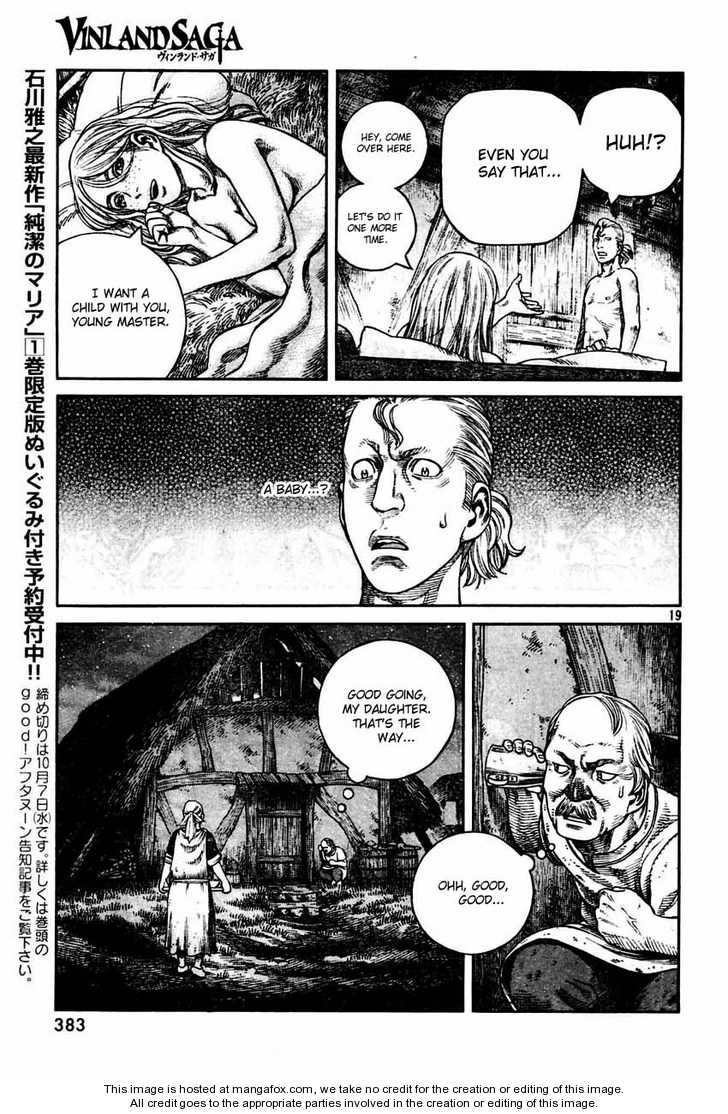 VINLAND SAGA
ヴィンランド・サガ
石川雅之最新作「純潔のマリア」1巻限定版ぬいぐるみ付き予約受付中!!
締め切りは10月7日(水)です。詳しくは巻頭の
good!アフタヌーン告知記事をご覧下さい。
HUH!?
EVEN YOU
SAY THAT...
HEY, COME
OVER HERE.
LET'S DO IT
ONE MORE
TIME.
I WANT A
CHILD WITH YOU,
YOUNG MASTER.
A BABY...?
19
OHH, GOOD,
GOOD...
GOOD GOING,
MY DAUGHTER.
THAT'S THE
WAY...
383
This image is hosted at mangafox.com, we take no credit for the creation or editing of this image.
All credit goes to the appropriate parties involved in the creation or editing of this image.